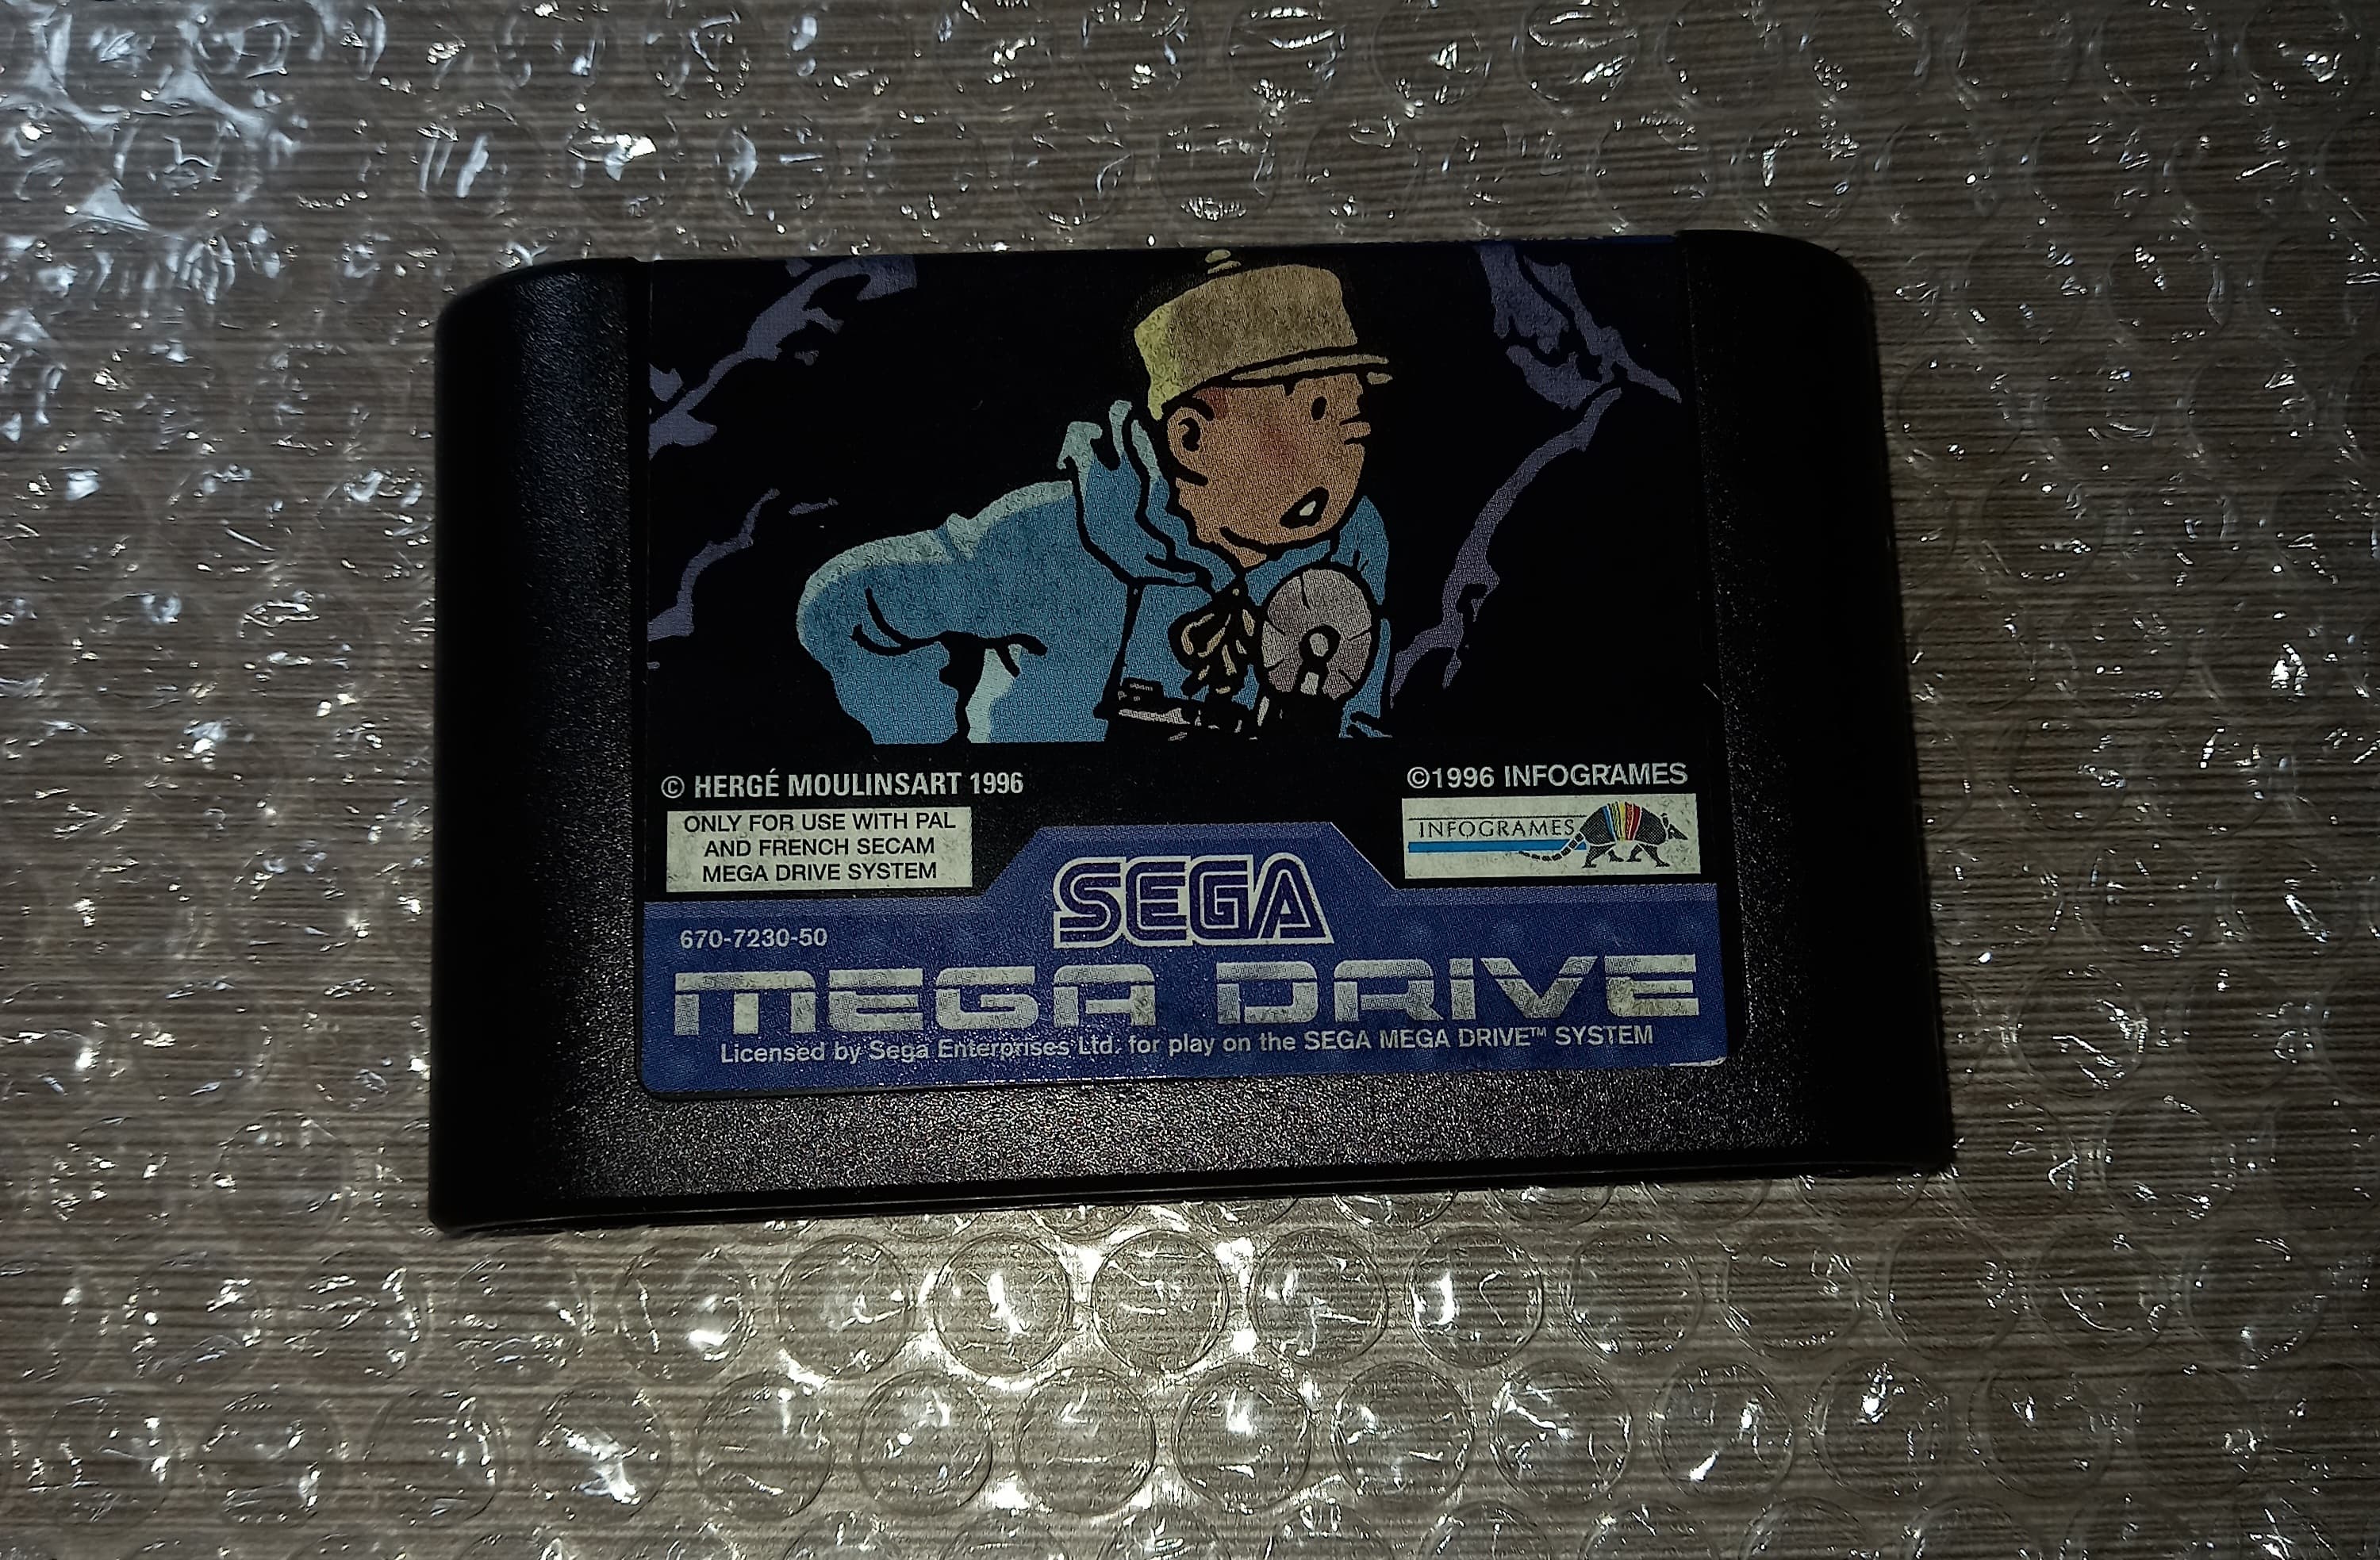 © HERGÉ MOULINSART 1996
ONLY FOR USE WITH PAL
AND FRENCH SECAM
MEGA DRIVE SYSTEM
©1996 INFOGRAMES
INFOGRAMES
SEGA
670-7230-50
MEGA DRIVE
Licensed by Sega Enterprises Ltd. for play on the SEGA MEGA DRIVE™ SYSTEM